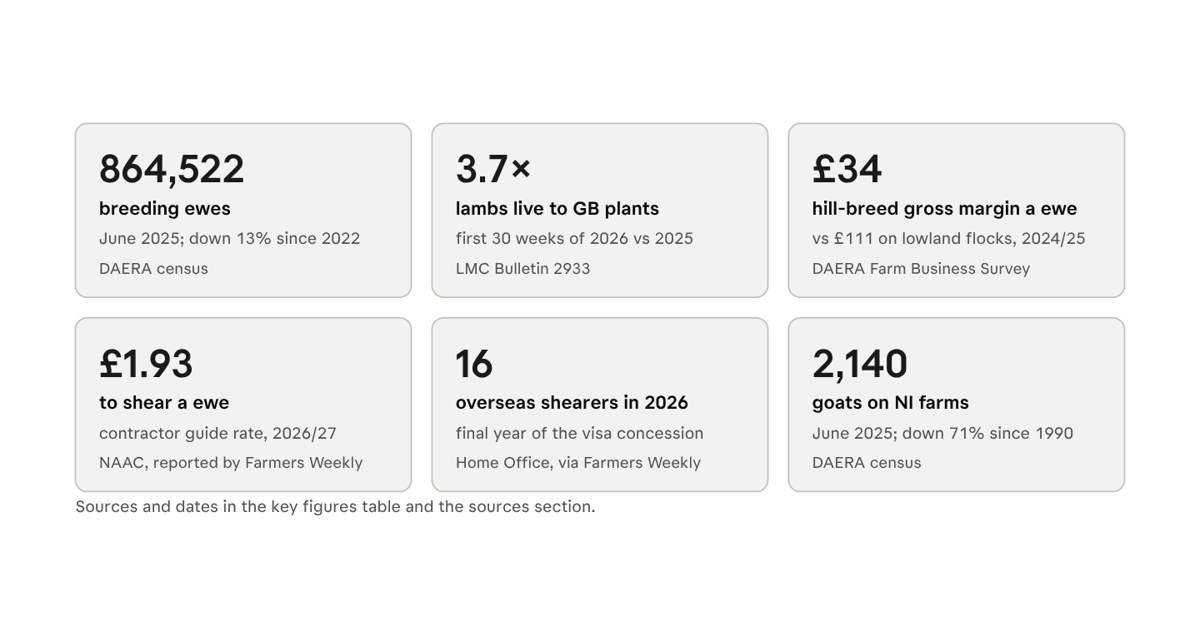 864,522
breeding ewes
June 2025; down 13% since 2022
DAERA census
3.7×
lambs live to GB plants
first 30 weeks of 2026 vs 2025
LMC Bulletin 2933
£34
hill-breed gross margin a ewe
vs £111 on lowland flocks, 2024/25
DAERA Farm Business Survey
£1.93
to shear a ewe
contractor guide rate, 2026/27
NAAC, reported by Farmers Weekly
16
overseas shearers in 2026
final year of the visa concession
Home Office, via Farmers Weekly
2,140
goats on NI farms
June 2025; down 71% since 1990
DAERA census
Sources and dates in the key figures table and the sources section.